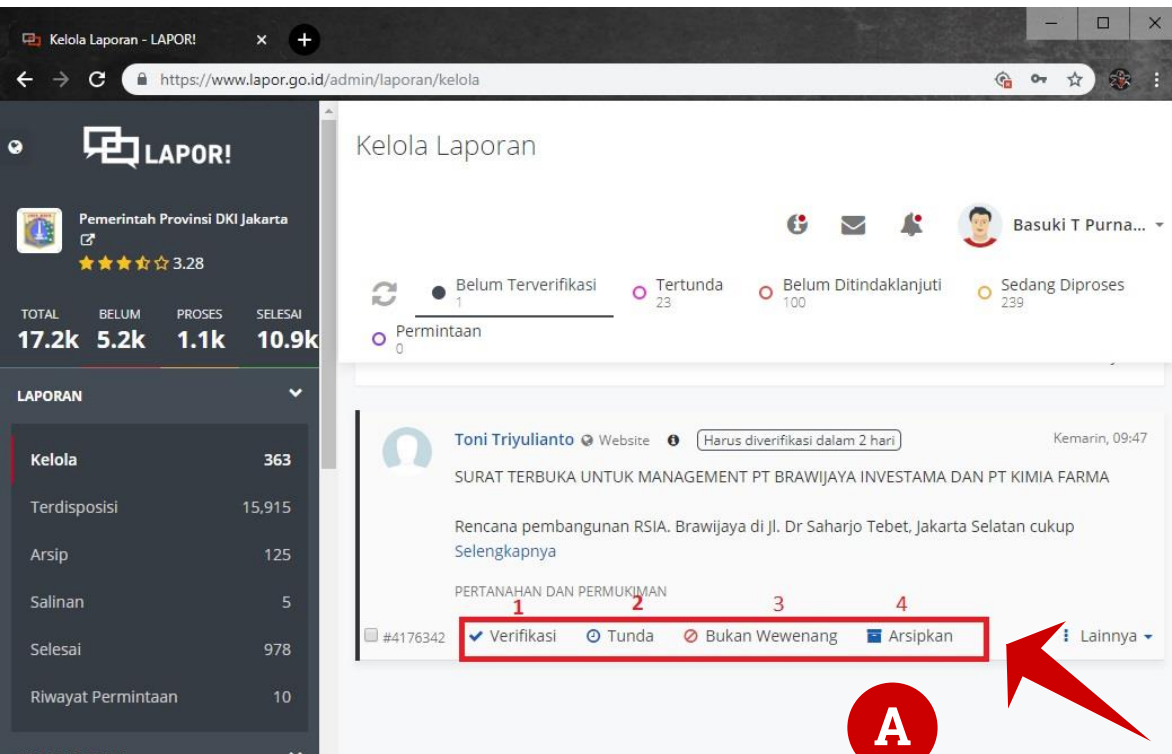 Kelola Laporan - LAPOR!
https://www.lapor.go.id/admin/laporan/kelola
LAPOR!
Pemerintah Provinsi DKI Jakarta
3.28
TOTAL BELUM PROSES SELESAI
17.2k 5.2k 1.1k 10.9k
LAPORAN
Kelola 363
Terdisposisi 15,915
Arsip 125
Salinan 5
Selesai 978
Riwayat Permintaan 10
Kelola Laporan
Basuki T Purna...
Belum Terverifikasi Tertunda Belum Ditindaklanjuti Sedang Diproses
1 23 100 239
Permintaan
0
Toni Triyulianto Website Harus diverifikasi dalam 2 hari Kemarin, 09:47
SURAT TERBUKA UNTUK MANAGEMENT PT BRAWIJAYA INVESTAMA DAN PT KIMIA FARMA
Rencana pembangunan RSIA. Brawijaya di Jl. Dr Saharjo Tebet, Jakarta Selatan cukup
Selengkapnya
PERTANAHAN DAN PERMUKIMAN
1 2 3 4
#4176342 Verifikasi Tunda Bukan Wewenang Arsipkan Lainnya
A